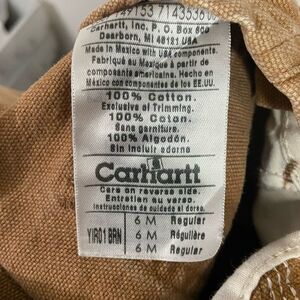 Carhartt, Inc. P. O. Box 600
Dearborn, MI 48121 USA
Made in Mexico with USA components.
Fabriqué au Mexique à partir de
composants américains. Hecho en
México con componentes de los EE.UU.
100% Cotton.
Exclusive of Trimming.
100% Coton.
Sans garniture.
100% Algodón.
Sin incluir adorno
Carhartt
Care on reverse side.
Entretien au verso.
Instrucciones de cuidado al dorso.
6 M Regular
YIR01 BRN 6 M Régulière
6 M Regular